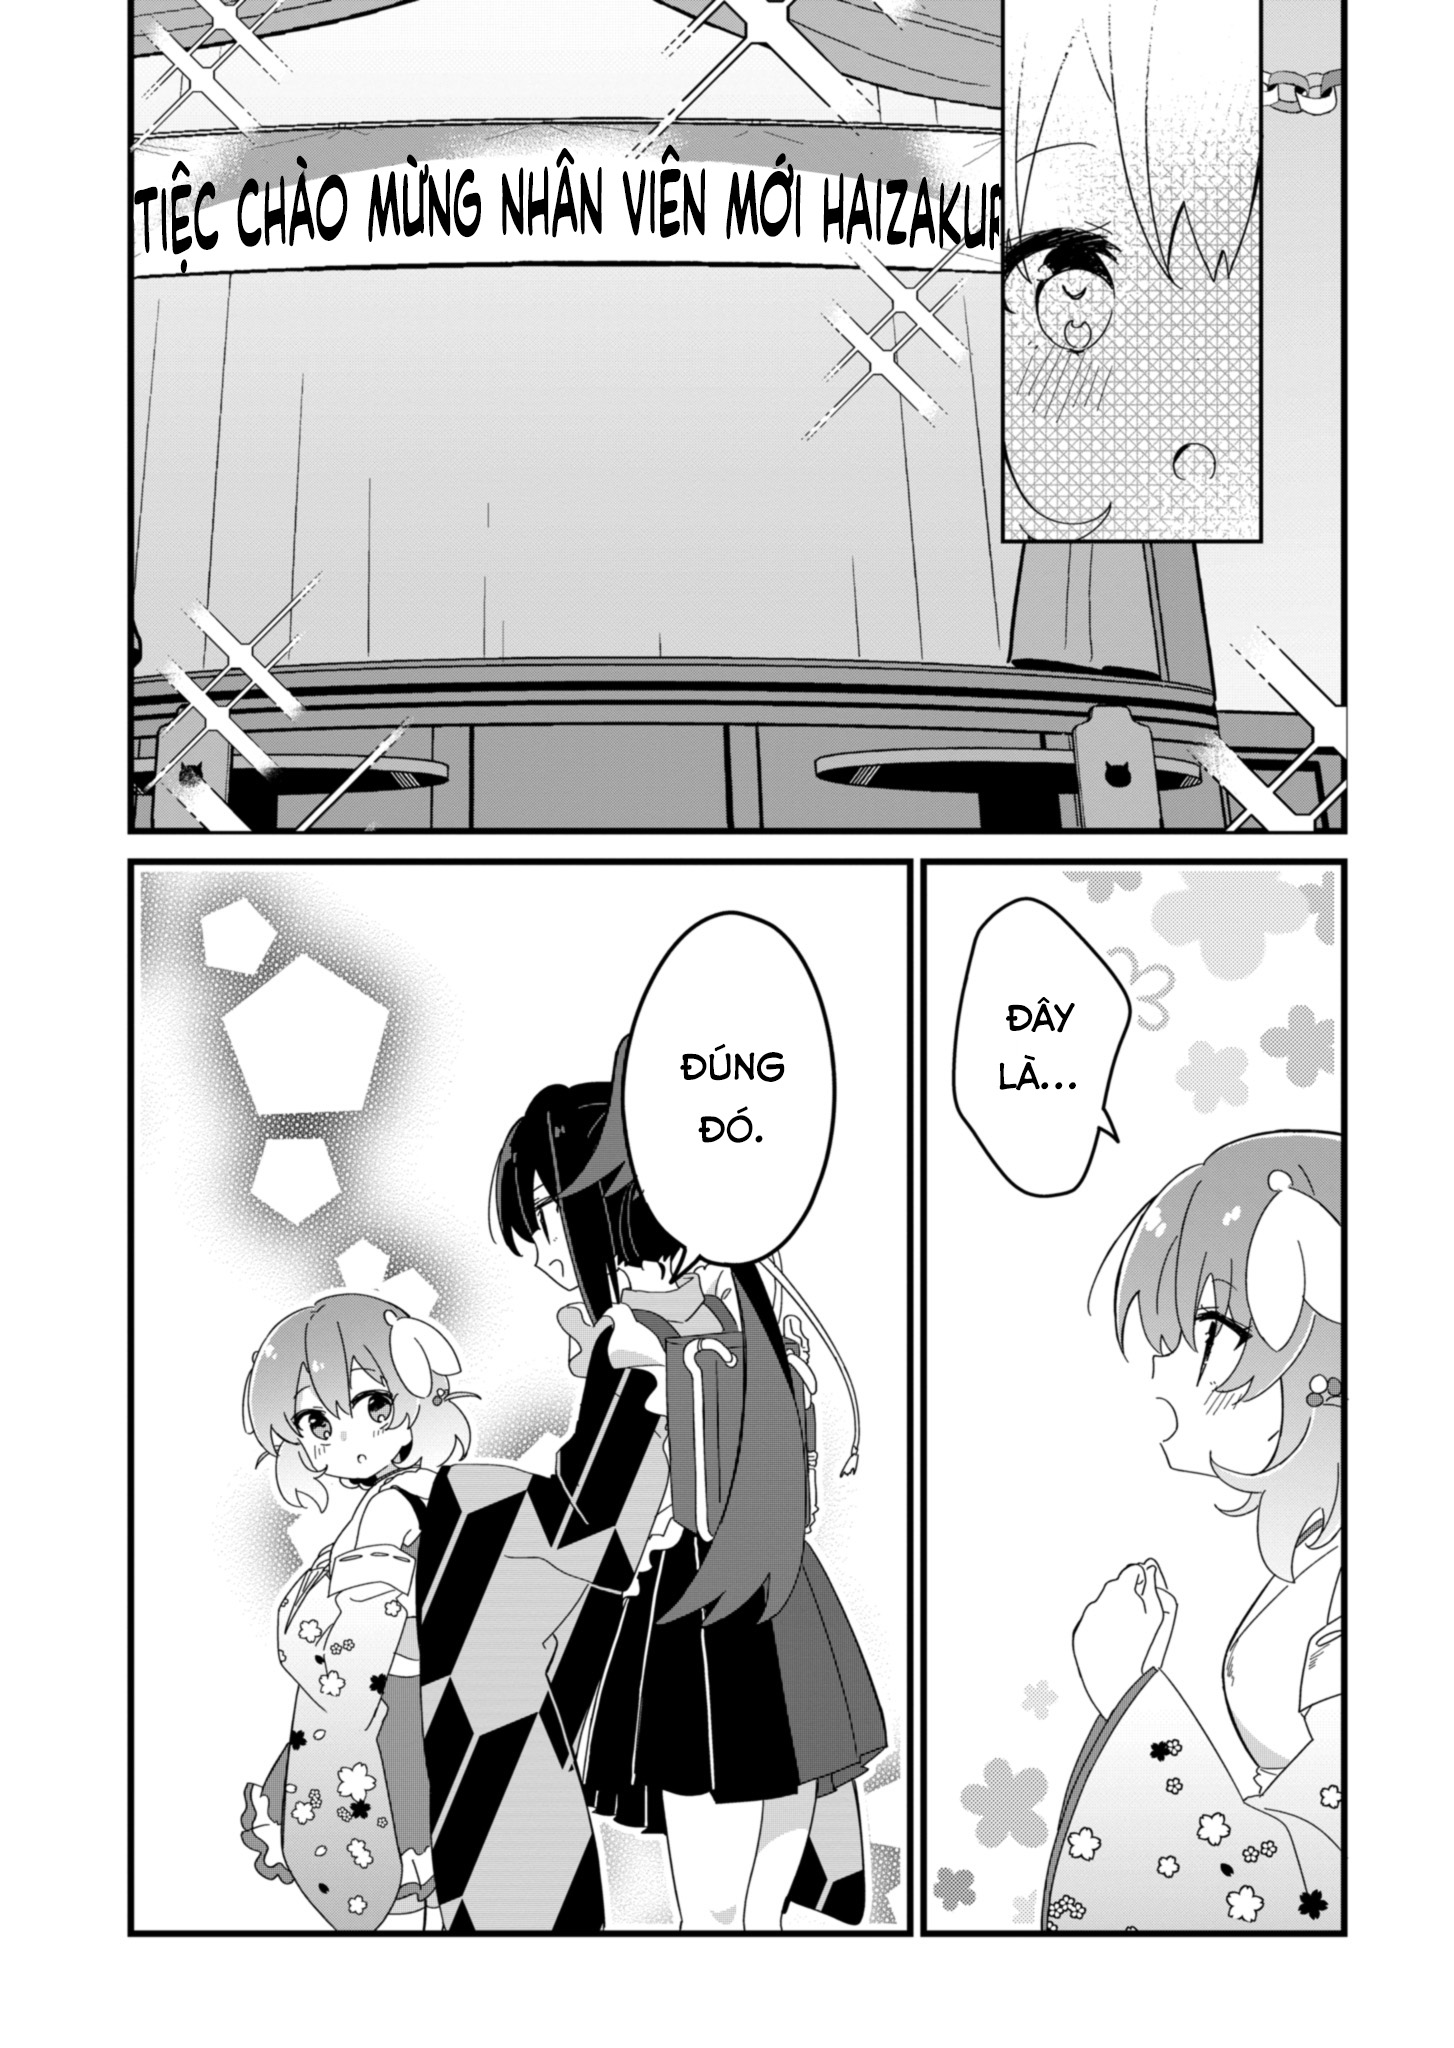 TIỆC CHÀO MỪNG NHÂN VIÊN MỚI HAIZAKUR
ĐÂY
LÀ...
ĐÚNG
ĐÓ.